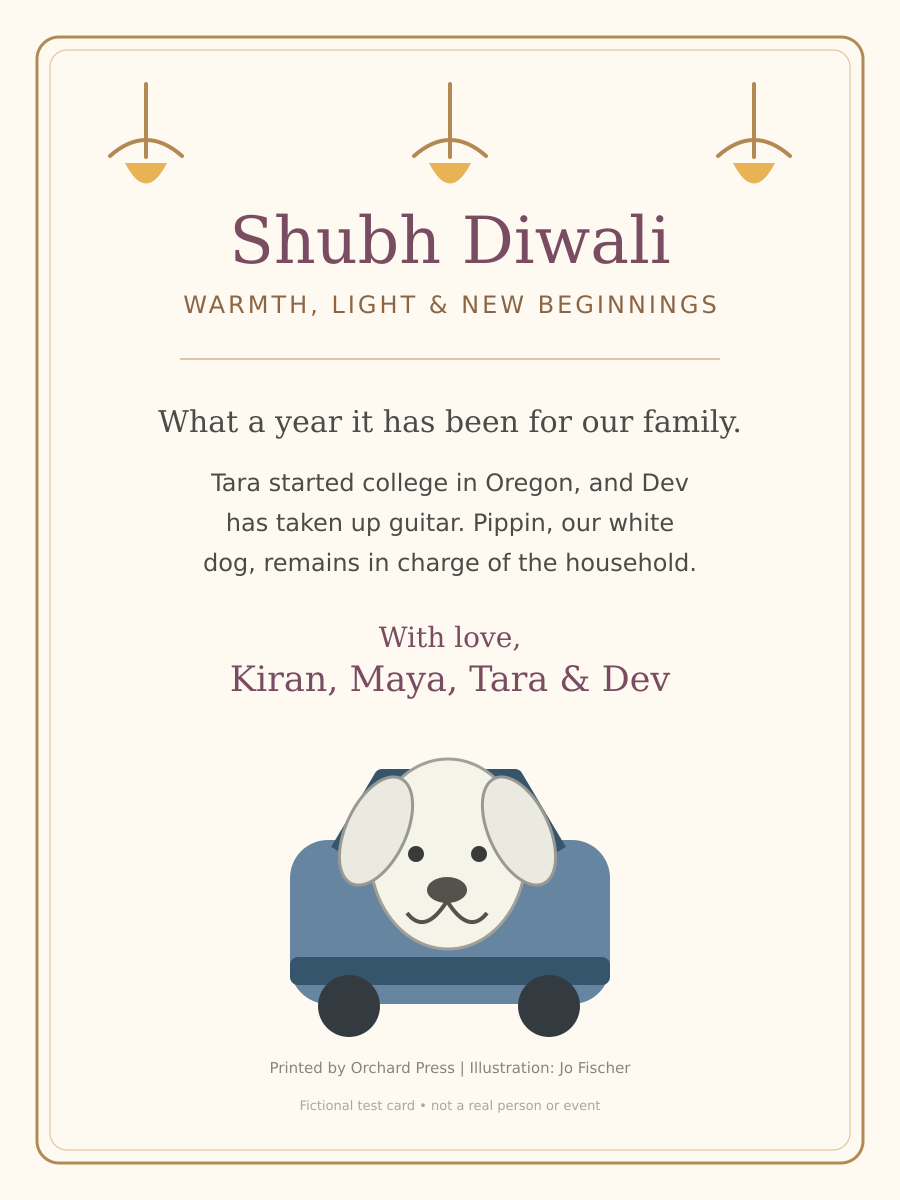 Shubh Diwali
WARMTH, LIGHT & NEW BEGINNINGS
What a year it has been for our family.
Tara started college in Oregon, and Dev
has taken up guitar. Pippin, our white
dog, remains in charge of the household.
With love,
Kiran, Maya, Tara & Dev
Printed by Orchard Press | Illustration: Jo Fischer
Fictional test card • not a real person or event